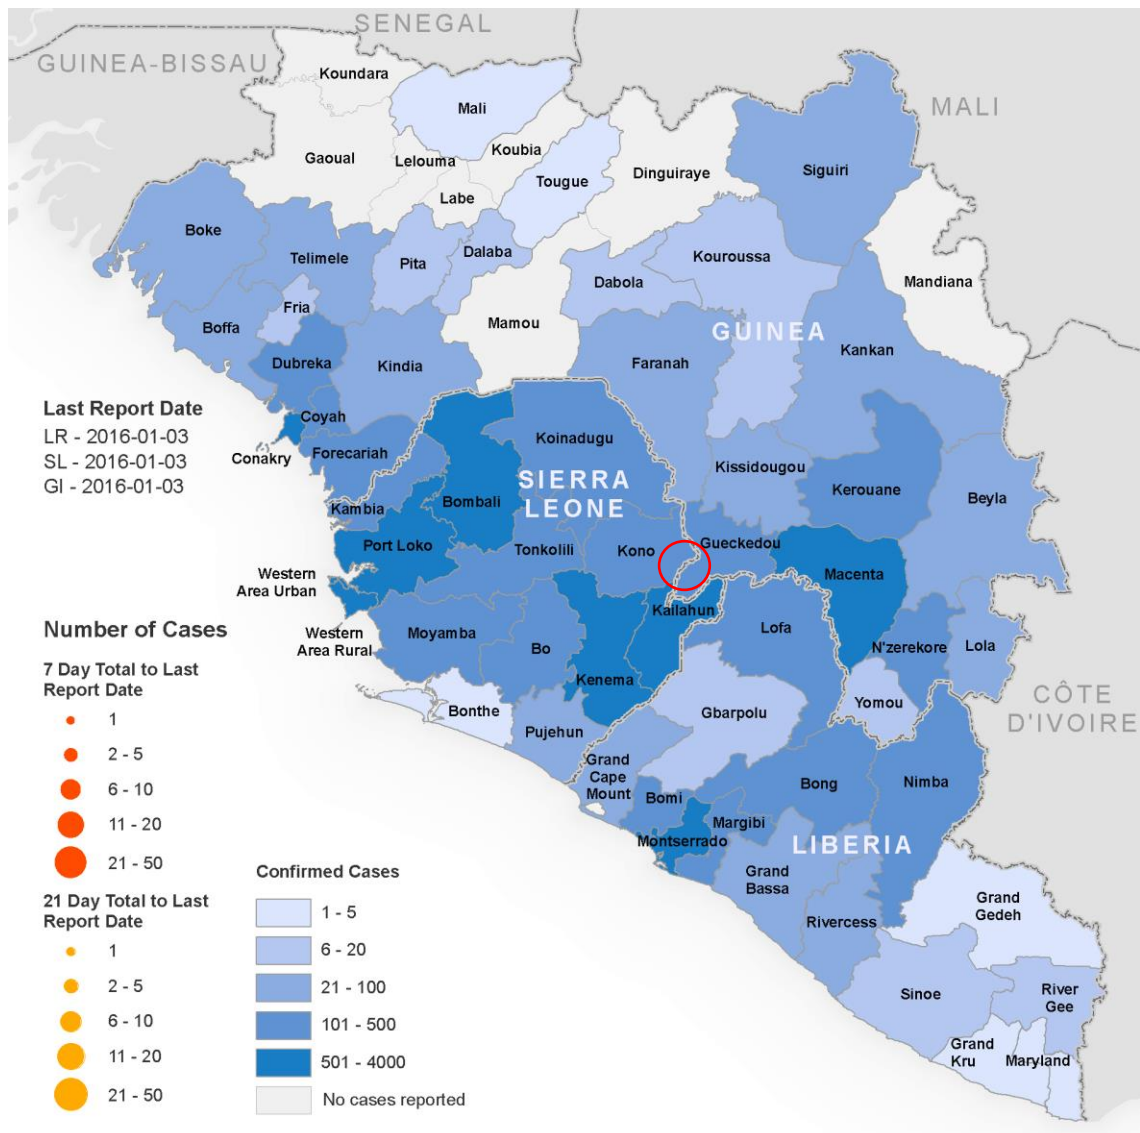 SENEGAL
GUINEA-BISSAU
Koundara
Mali
MALI
Gaoual
Lelouma
Koubia
Labe
Tougue
Dinguiraye
Siguiri
Boke
Telimele
Pita
Dalaba
Kouroussa
Dabola
Mandiana
Fria
Boffa
Mamou
GUINEA
Dubreka
Kindia
Faranah
Kankan
Last Report Date
LR - 2016-01-03
SL - 2016-01-03
GI - 2016-01-03
Coyah
Conakry
Forecariah
Koinadugu
Kissidougou
SIERRA
LEONE
Bombali
Kerouane
Beyla
Kambia
Port Loko
Tonkolili
Kono
Gueckedou
Macenta
Western
Area Urban
Kailahun
Western
Area Rural
Moyamba
Bo
Lofa
N'zerekore
Lola
Kenema
Bonthe
Pujehun
Gbarpolu
Yomou
CÔTE
D'IVOIRE
Grand
Cape
Mount
Bomi
Bong
Nimba
Margibi
Montserrado
LIBERIA
Grand
Bassa
Rivercess
Grand
Gedeh
Sinoe
River
Gee
Grand
Kru
Maryland
Number of Cases
7 Day Total to Last
Report Date
1
2 - 5
6 - 10
11 - 20
21 - 50
21 Day Total to Last
Report Date
1
2 - 5
6 - 10
11 - 20
21 - 50
Confirmed Cases
1 - 5
6 - 20
21 - 100
101 - 500
501 - 4000
No cases reported